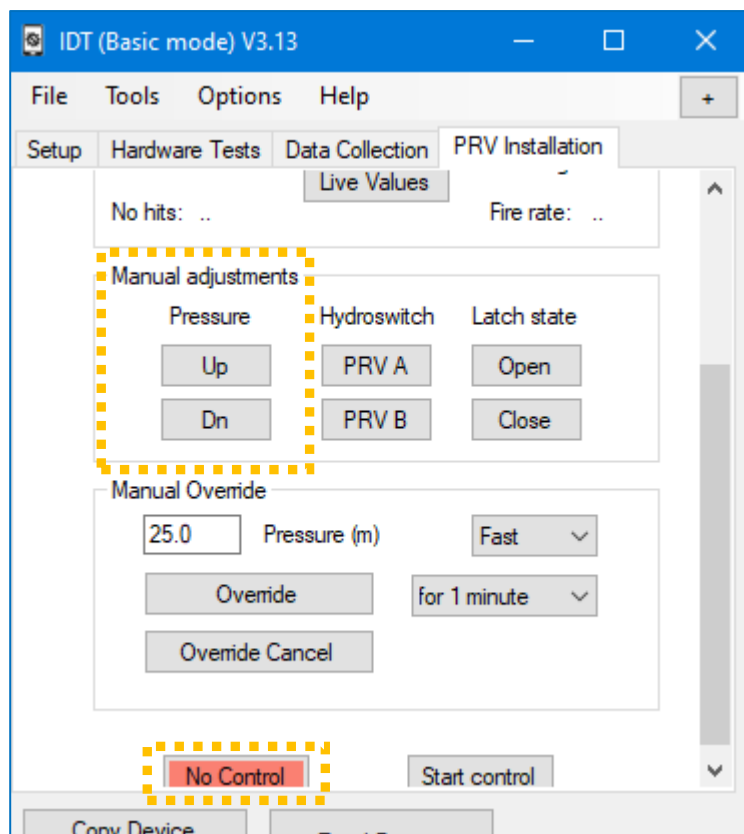 IDT (Basic mode) V3.13
File Tools Options Help +
Setup Hardware Tests Data Collection PRV Installation
Live Values
No hits: .. Fire rate: ..
Manual adjustments
Pressure Hydroswitch Latch state
Up PRV A Open
Dn PRV B Close
Manual Override
25.0 Pressure (m) Fast
Override for 1 minute
Override Cancel
No Control Start control
Copy Device